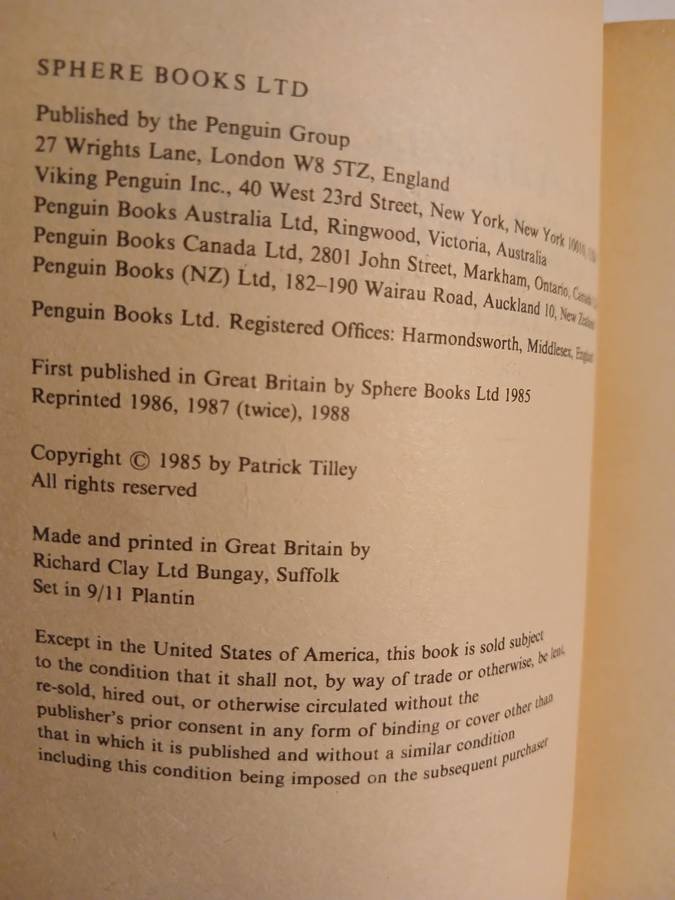 SPHERE BOOKS LTD
Published by the Penguin Group
27 Wrights Lane, London W8 5TZ, England
Viking Penguin Inc., 40 West 23rd Street, New York, New York 10010,
Penguin Books Australia Ltd, Ringwood, Victoria, Australia
Penguin Books Canada Ltd, 2801 John Street, Markham, Ontario, Canada
Penguin Books (NZ) Ltd, 182–190 Wairau Road, Auckland 10, New Zealand
Penguin Books Ltd. Registered Offices: Harmondsworth, Middlesex, England
First published in Great Britain by Sphere Books Ltd 1985
Reprinted 1986, 1987 (twice), 1988
Copyright © 1985 by Patrick Tilley
All rights reserved
Made and printed in Great Britain by
Richard Clay Ltd Bungay, Suffolk
Set in 9/11 Plantin
Except in the United States of America, this book is sold subject
to the condition that it shall not, by way of trade or otherwise, be lent,
re-sold, hired out, or otherwise circulated without the
publisher's prior consent in any form of binding or cover other than
that in which it is published and without a similar condition
including this condition being imposed on the subsequent purchaser